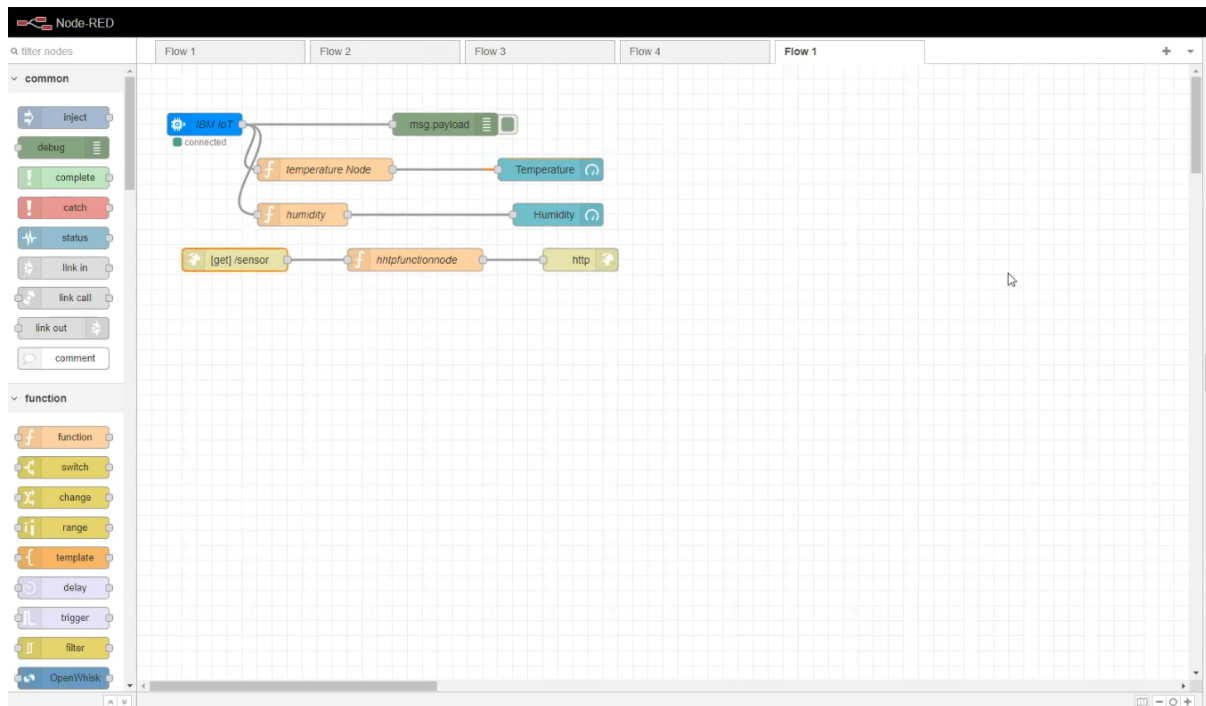 Node-RED
filter nodes
Flow 1
Flow 2
Flow 3
Flow 4
Flow 1
common
inject
debug
complete
catch
status
link in
link call
link out
comment
function
function
switch
change
range
template
delay
trigger
filter
OpenWhisk
IBM IoT
connected
msg.payload
temperature Node
Temperature
humidity
Humidity
[get] /sensor
hhtpfunctionnode
http